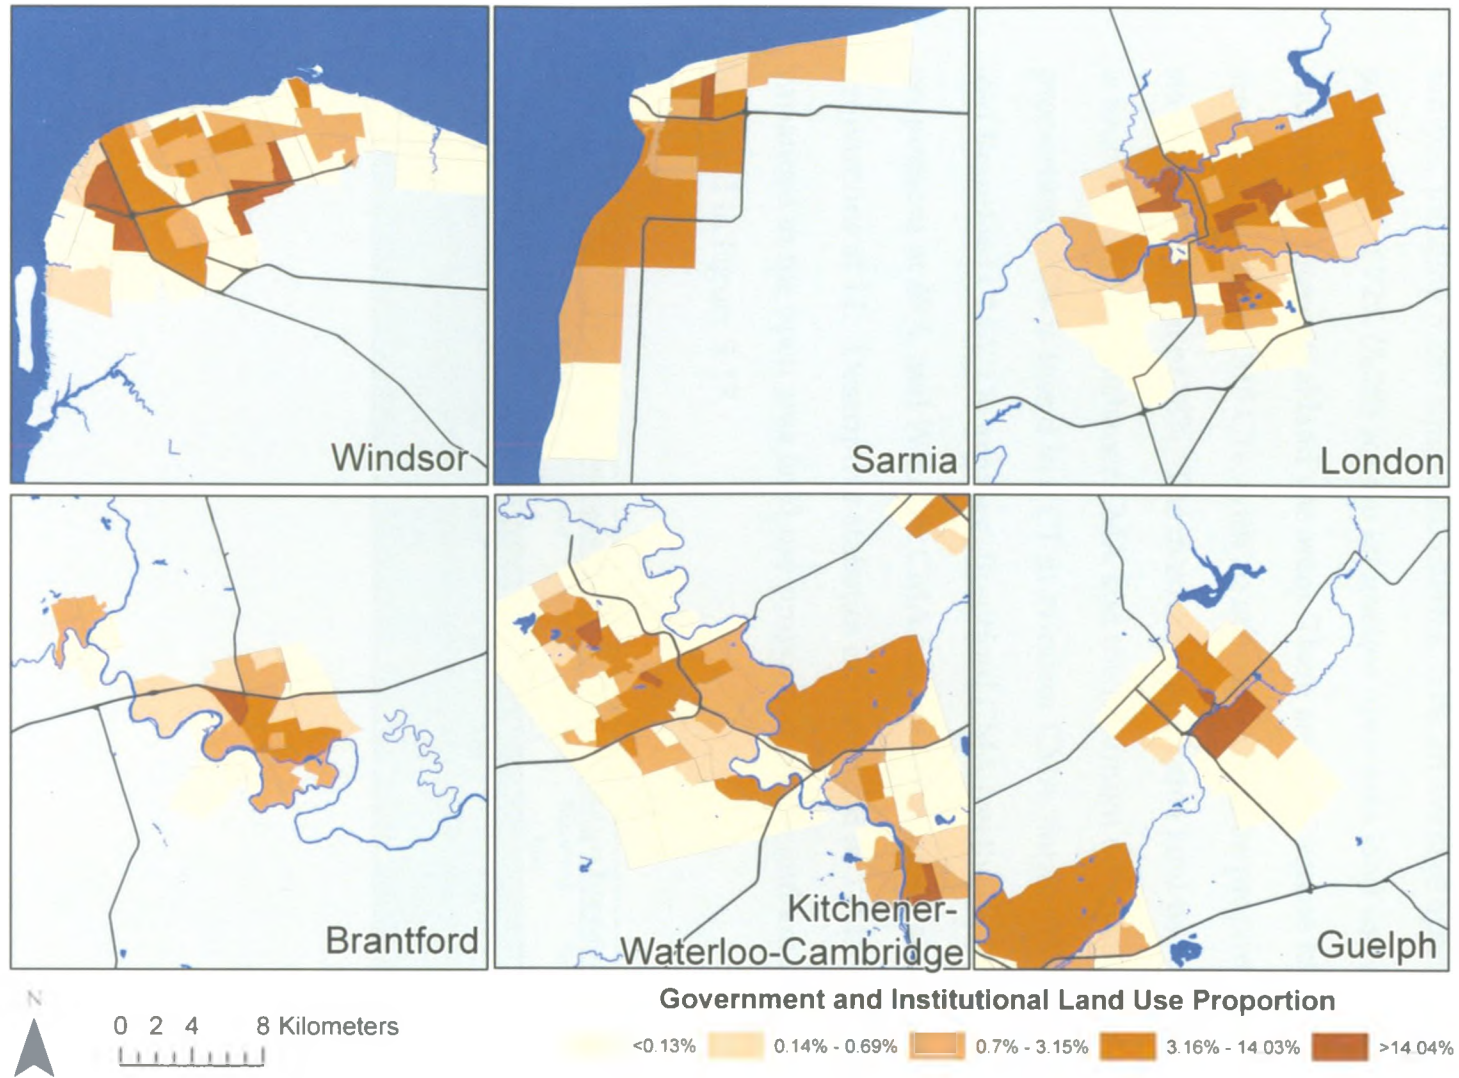 Windsor
Sarnia
London
Brantford
Kitchener-
Waterloo-Cambridge
Guelph
N
0 2 4 8 Kilometers
Government and Institutional Land Use Proportion
<0.13% 0.14% - 0.69% 0.7% - 3.15% 3.16% - 14.03% >14.04%